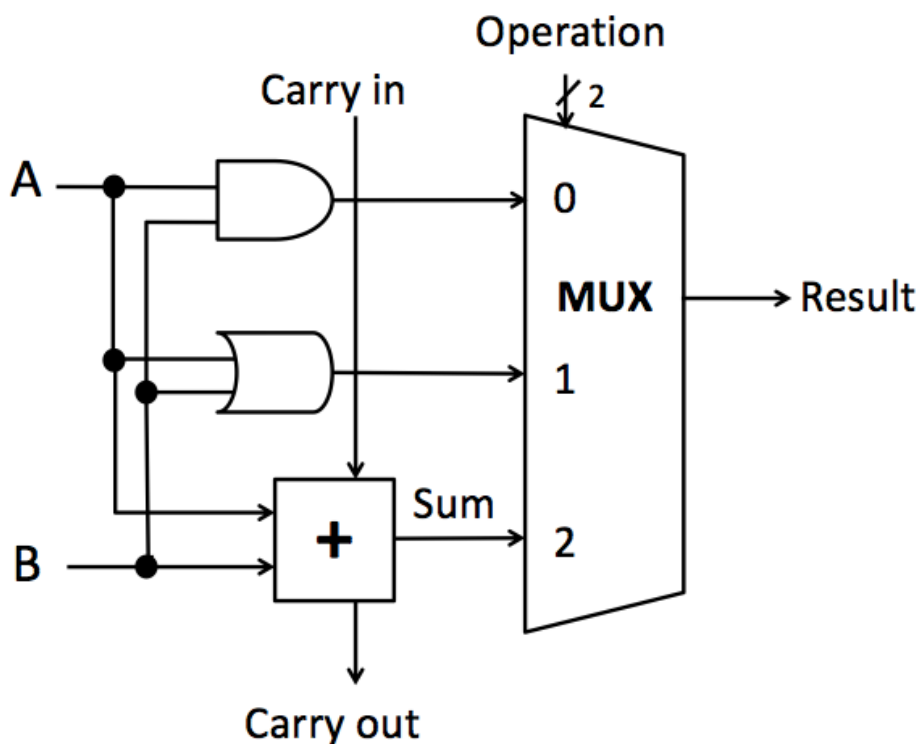 Operation
2
Carry in
A
0
MUX
Result
1
Sum
+
2
B
Carry out